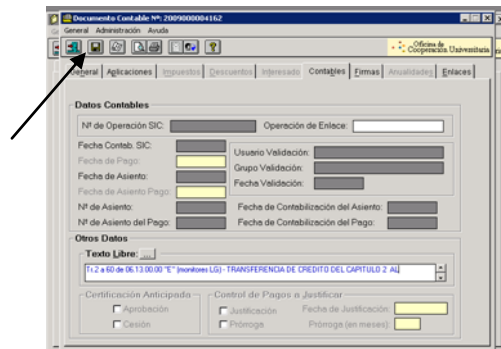 Documento Contable Nº: 2009000004162
General Administración Ayuda
Oficina de
Cooperación Universitaria
General Aplicaciones Impuestos Descuentos Interesado Contables Firmas Anualidades Enlaces
Datos Contables
Nº de Operación SIC: Operación de Enlace:
Fecha Contab. SIC:
Usuario Validación:
Fecha de Pago:
Grupo Validación:
Fecha de Asiento:
Fecha Validación:
Fecha de Asiento Pago:
Nº de Asiento: Fecha de Contabilización del Asiento:
Nº de Asiento del Pago: Fecha de Contabilización del Pago:
Otros Datos
Texto Libre: ...
2 a 60 de 06.13.00.00 "E" (monitores LG) - TRANSFERENCIA DE CREDITO DEL CAPITULO 2 AL
Certificación Anticipada Control de Pagos a Justificar
Aprobación Justificación Fecha de Justificación:
Cesión Prórroga Prórroga (en meses):